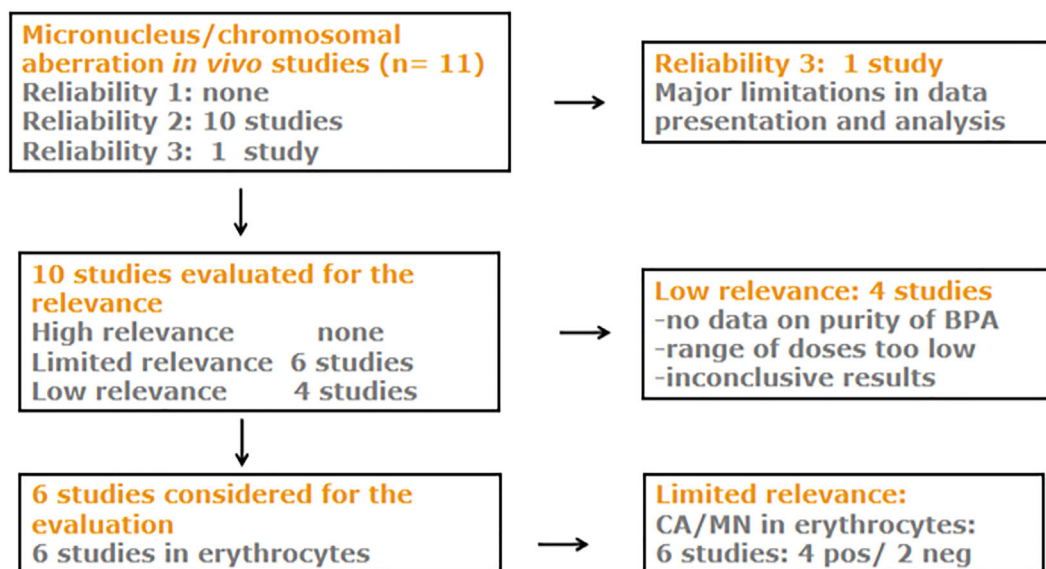 Micronucleus/chromosomal
aberration in vivo studies (n= 11)
Reliability 1: none
Reliability 2: 10 studies
Reliability 3: 1 study
Reliability 3: 1 study
Major limitations in data
presentation and analysis
10 studies evaluated for the
relevance
High relevance none
Limited relevance 6 studies
Low relevance 4 studies
Low relevance: 4 studies
-no data on purity of BPA
-range of doses too low
-inconclusive results
6 studies considered for the
evaluation
6 studies in erythrocytes
Limited relevance:
CA/MN in erythrocytes:
6 studies: 4 pos/ 2 neg